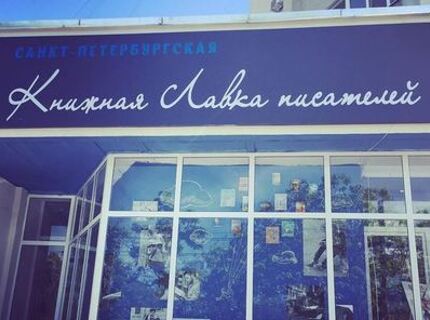 САНКТ-ПЕТЕРБУРГСКАЯ
Книжная Лавка писателей